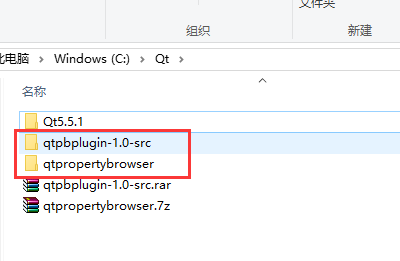 文件夹
组织
新建
此电脑 > Windows (C:) > Qt >
名称
Qt5.5.1
qtpbplugin-1.0-src
qtpropertybrowser
qtpbplugin-1.0-src.rar
qtpropertybrowser.7z